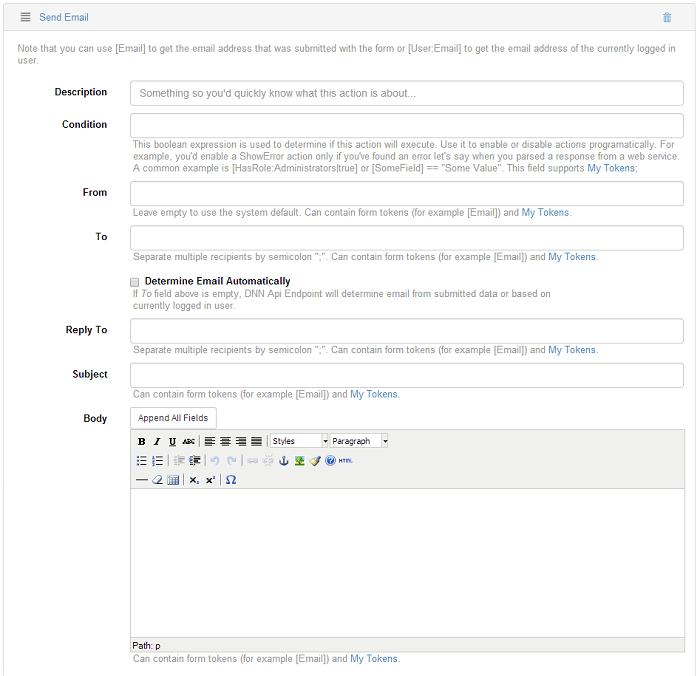 Send Email
Note that you can use [Email] to get the email address that was submitted with the form or [User:Email] to get the email address of the currently logged in
user.
Description
Something so you'd quickly know what this action is about...
Condition
This boolean expression is used to determine if this action will execute. Use it to enable or disable actions programatically. For
example, you'd enable a ShowError action only if you've found an error let's say when you parsed a response from a web service.
A common example is [HasRole:Administrators|true] or [SomeField] == "Some Value". This field supports My Tokens;
From
Leave empty to use the system default. Can contain form tokens (for example [Email]) and My Tokens.
To
Separate multiple recipients by semicolon ";". Can contain form tokens (for example [Email]) and My Tokens.
Determine Email Automatically
If To field above is empty, DNN Api Endpoint will determine email from submitted data or based on
currently logged in user.
Reply To
Separate multiple recipients by semicolon ";". Can contain form tokens (for example [Email]) and My Tokens.
Subject
Can contain form tokens (for example [Email]) and My Tokens.
Body Append All Fields
B I U ABC Styles Paragraph
HTML
x₂ x² Ω
Path: p
Can contain form tokens (for example [Email]) and My Tokens.